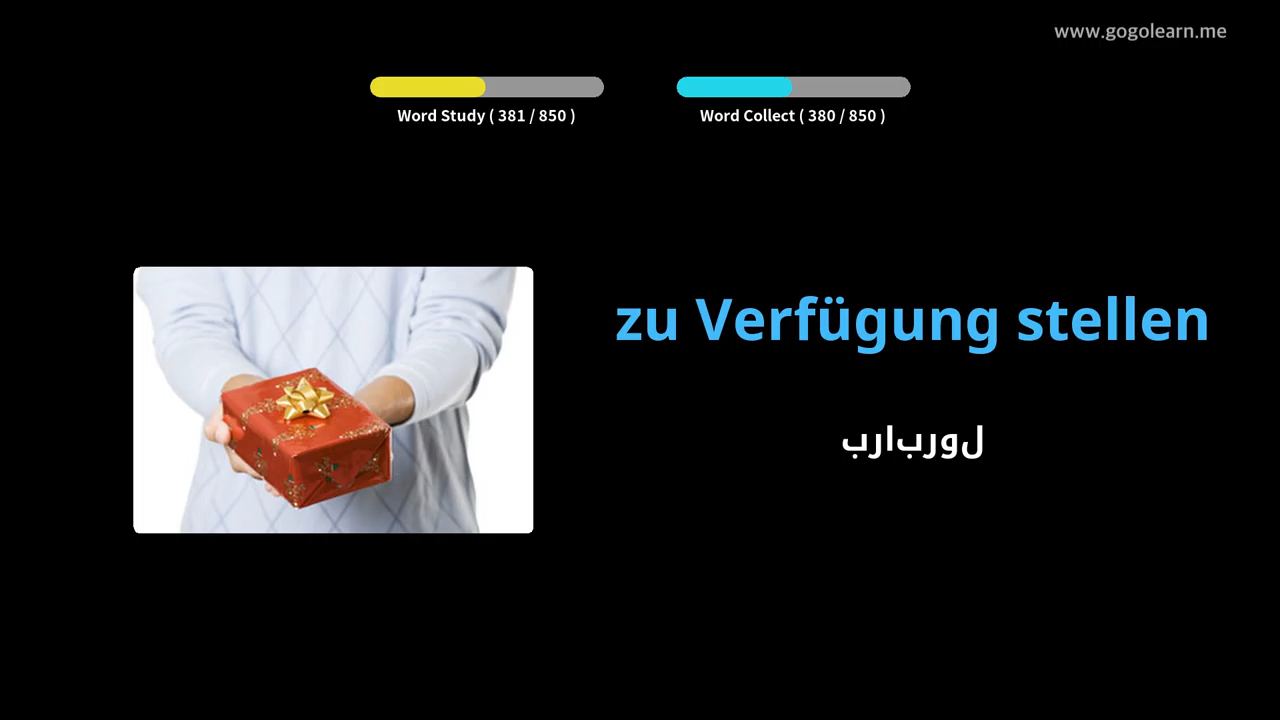 www.gogolearn.me
Word Study ( 381 / 850 )
Word Collect ( 380 / 850 )
zu Verfügung stellen
لوربارب